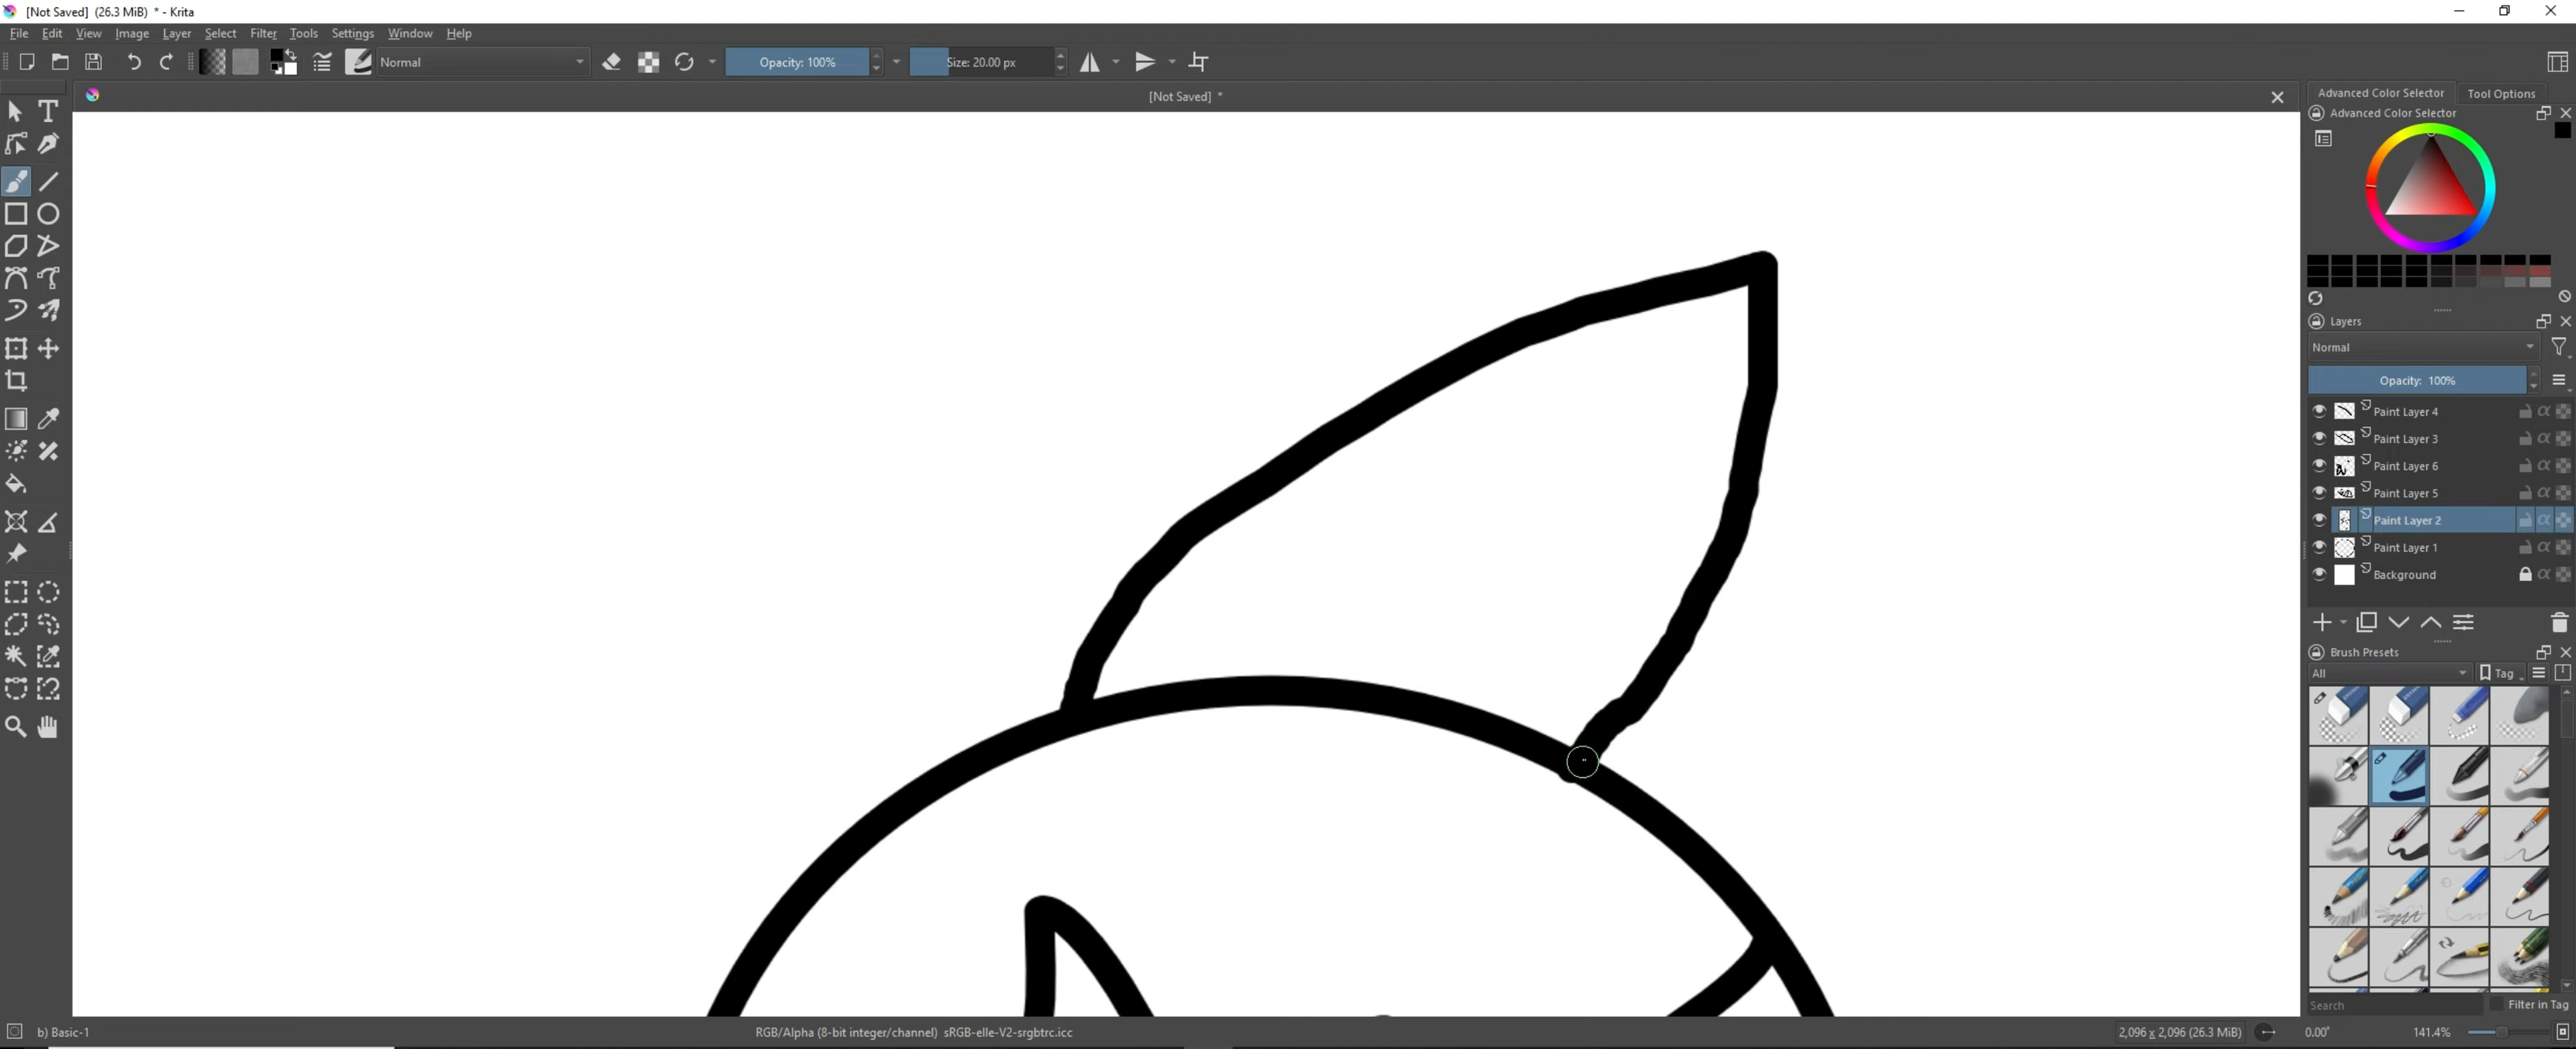 [Not Saved] (26.3 MiB) * - Krita
File Edit View Image Layer Select Filter Tools Settings Window Help
Normal Opacity: 100% Size: 20.00 px
[Not Saved] *
Advanced Color Selector Tool Options
Advanced Color Selector
Layers
Normal
Opacity: 100%
Paint Layer 4
Paint Layer 3
Paint Layer 6
Paint Layer 5
Paint Layer 2
Paint Layer 1
Background
Brush Presets
All Tag
Search Filter in Tag
b) Basic-1 RGB/Alpha (8-bit integer/channel) sRGB-elle-V2-srgbtrc.icc 2,096 x 2,096 (26.3 MiB) 0.00° 141.4%